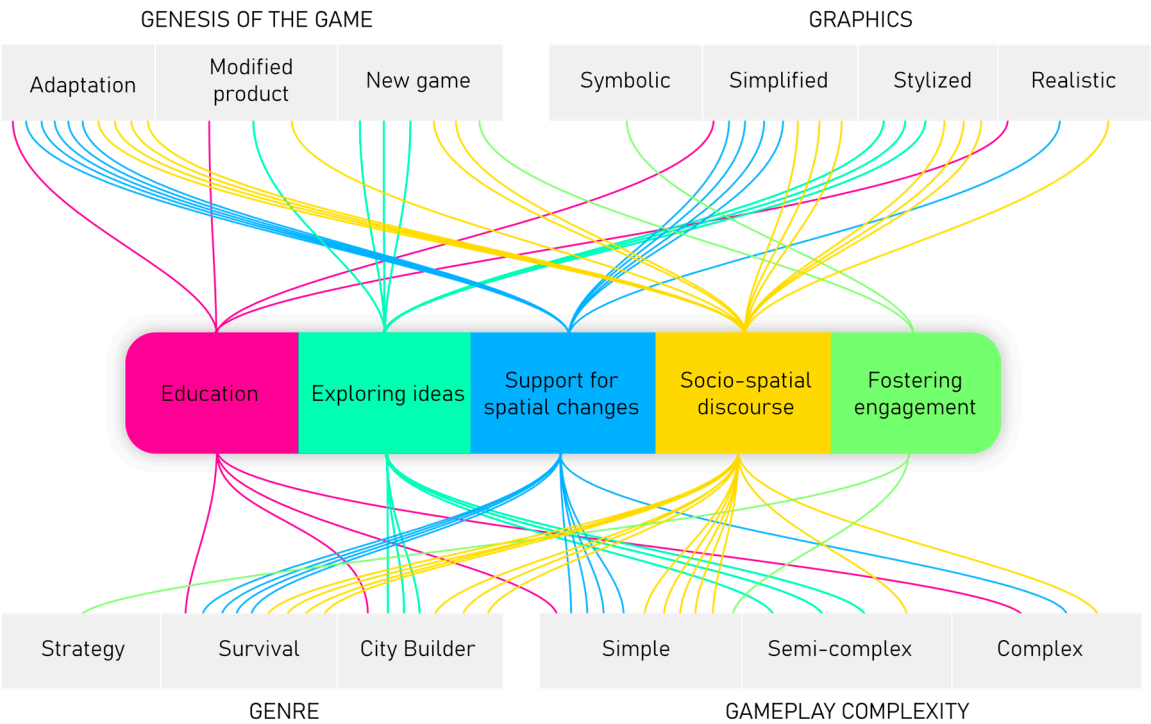 GENESIS OF THE GAME
GRAPHICS
Adaptation
Modified
product
New game
Symbolic
Simplified
Stylized
Realistic
Education
Exploring ideas
Support for
spatial changes
Socio-spatial
discourse
Fostering
engagement
Strategy
Survival
City Builder
Simple
Semi-complex
Complex
GENRE
GAMEPLAY COMPLEXITY